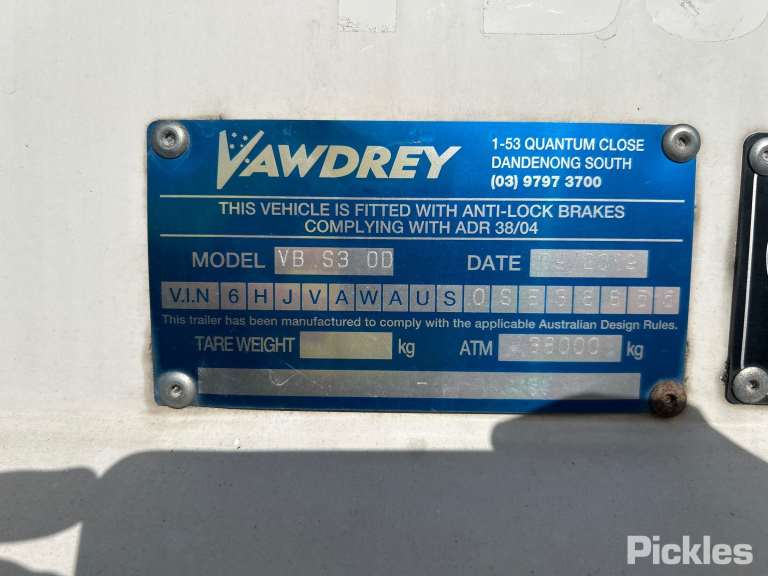 VAWDREY
1-53 QUANTUM CLOSE
DANDENONG SOUTH
(03) 9797 3700
THIS VEHICLE IS FITTED WITH ANTI-LOCK BRAKES
COMPLYING WITH ADR 38/04
MODEL VB S3 OD DATE
V.I.N 6HJVAWAUS
This trailer has been manufactured to comply with the applicable Australian Design Rules.
TARE WEIGHT kg ATM 38000 kg
Pickles